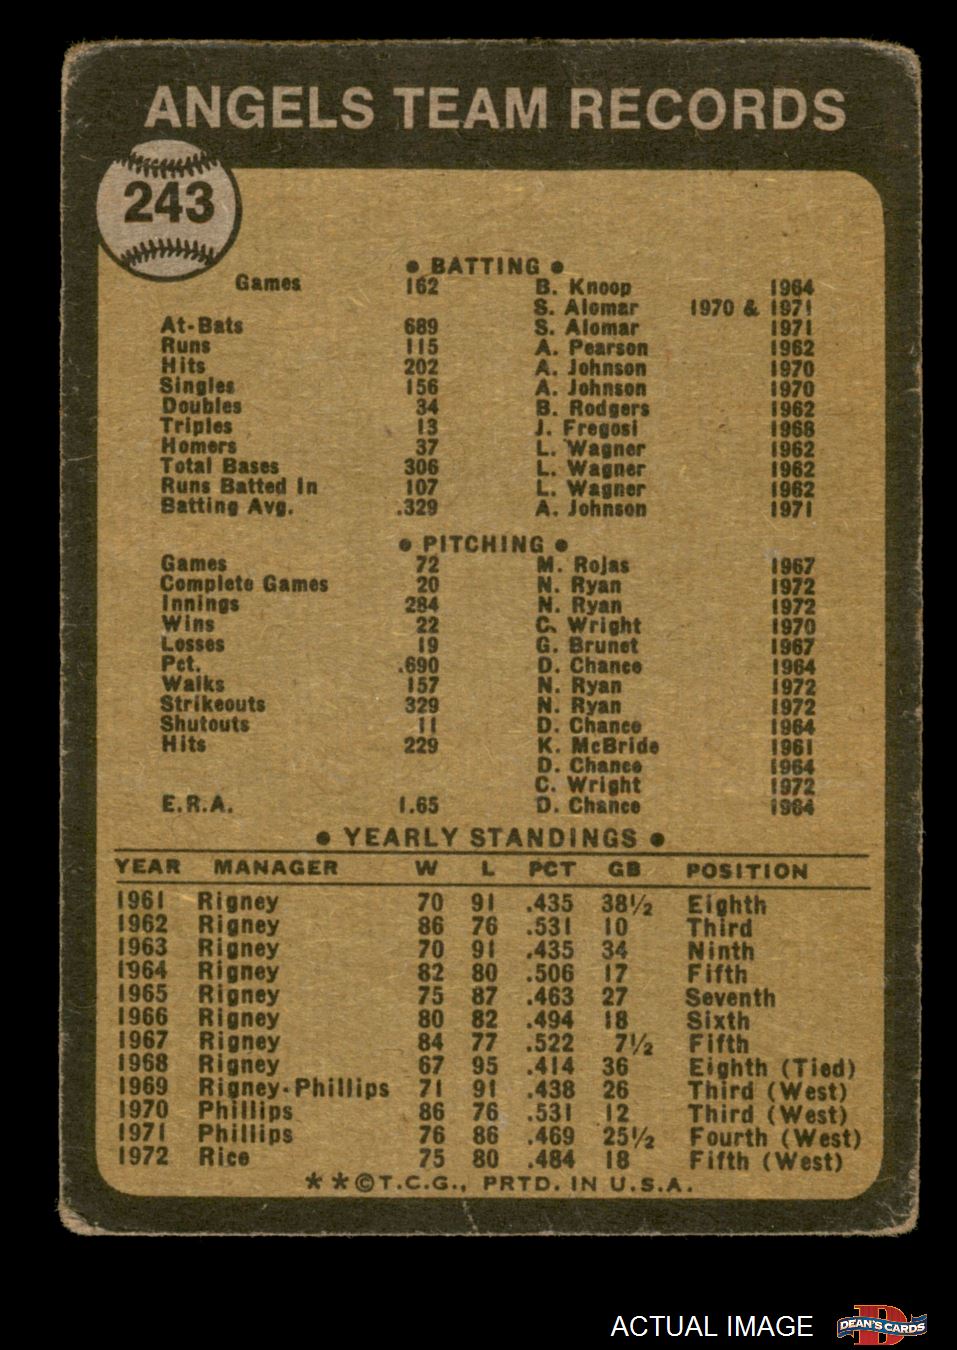 ANGELS TEAM RECORDS
243
● BATTING ●
Games 162 B. Knoop 1964
S. Alomar 1970 & 1971
At-Bats 689 S. Alomar 1971
Runs 115 A. Pearson 1962
Hits 202 A. Johnson 1970
Singles 156 A. Johnson 1970
Doubles 34 B. Rodgers 1962
Triples 13 J. Fregosi 1968
Homers 37 L. Wagner 1962
Total Bases 306 L. Wagner 1962
Runs Batted In 107 L. Wagner 1962
Batting Avg. .329 A. Johnson 1971
● PITCHING ●
Games 72 M. Rojas 1967
Complete Games 20 N. Ryan 1972
Innings 284 N. Ryan 1972
Wins 22 C. Wright 1970
Losses 19 G. Brunet 1967
Pct. .690 D. Chance 1964
Walks 157 N. Ryan 1972
Strikeouts 329 N. Ryan 1972
Shutouts 11 D. Chance 1964
Hits 229 K. McBride 1961
D. Chance 1964
C. Wright 1972
E.R.A. 1.65 D. Chance 1964
● YEARLY STANDINGS ●
YEAR MANAGER W L PCT GB POSITION
1961 Rigney 70 91 .435 38½ Eighth
1962 Rigney 86 76 .531 10 Third
1963 Rigney 70 91 .435 34 Ninth
1964 Rigney 82 80 .506 17 Fifth
1965 Rigney 75 87 .463 27 Seventh
1966 Rigney 80 82 .494 18 Sixth
1967 Rigney 84 77 .522 7½ Fifth
1968 Rigney 67 95 .414 36 Eighth (Tied)
1969 Rigney-Phillips 71 91 .438 26 Third (West)
1970 Phillips 86 76 .531 12 Third (West)
1971 Phillips 76 86 .469 25½ Fourth (West)
1972 Rice 75 80 .484 18 Fifth (West)
★★©T.C.G., PRTD. IN U.S.A.
ACTUAL IMAGE
D
DEAN'S CARDS